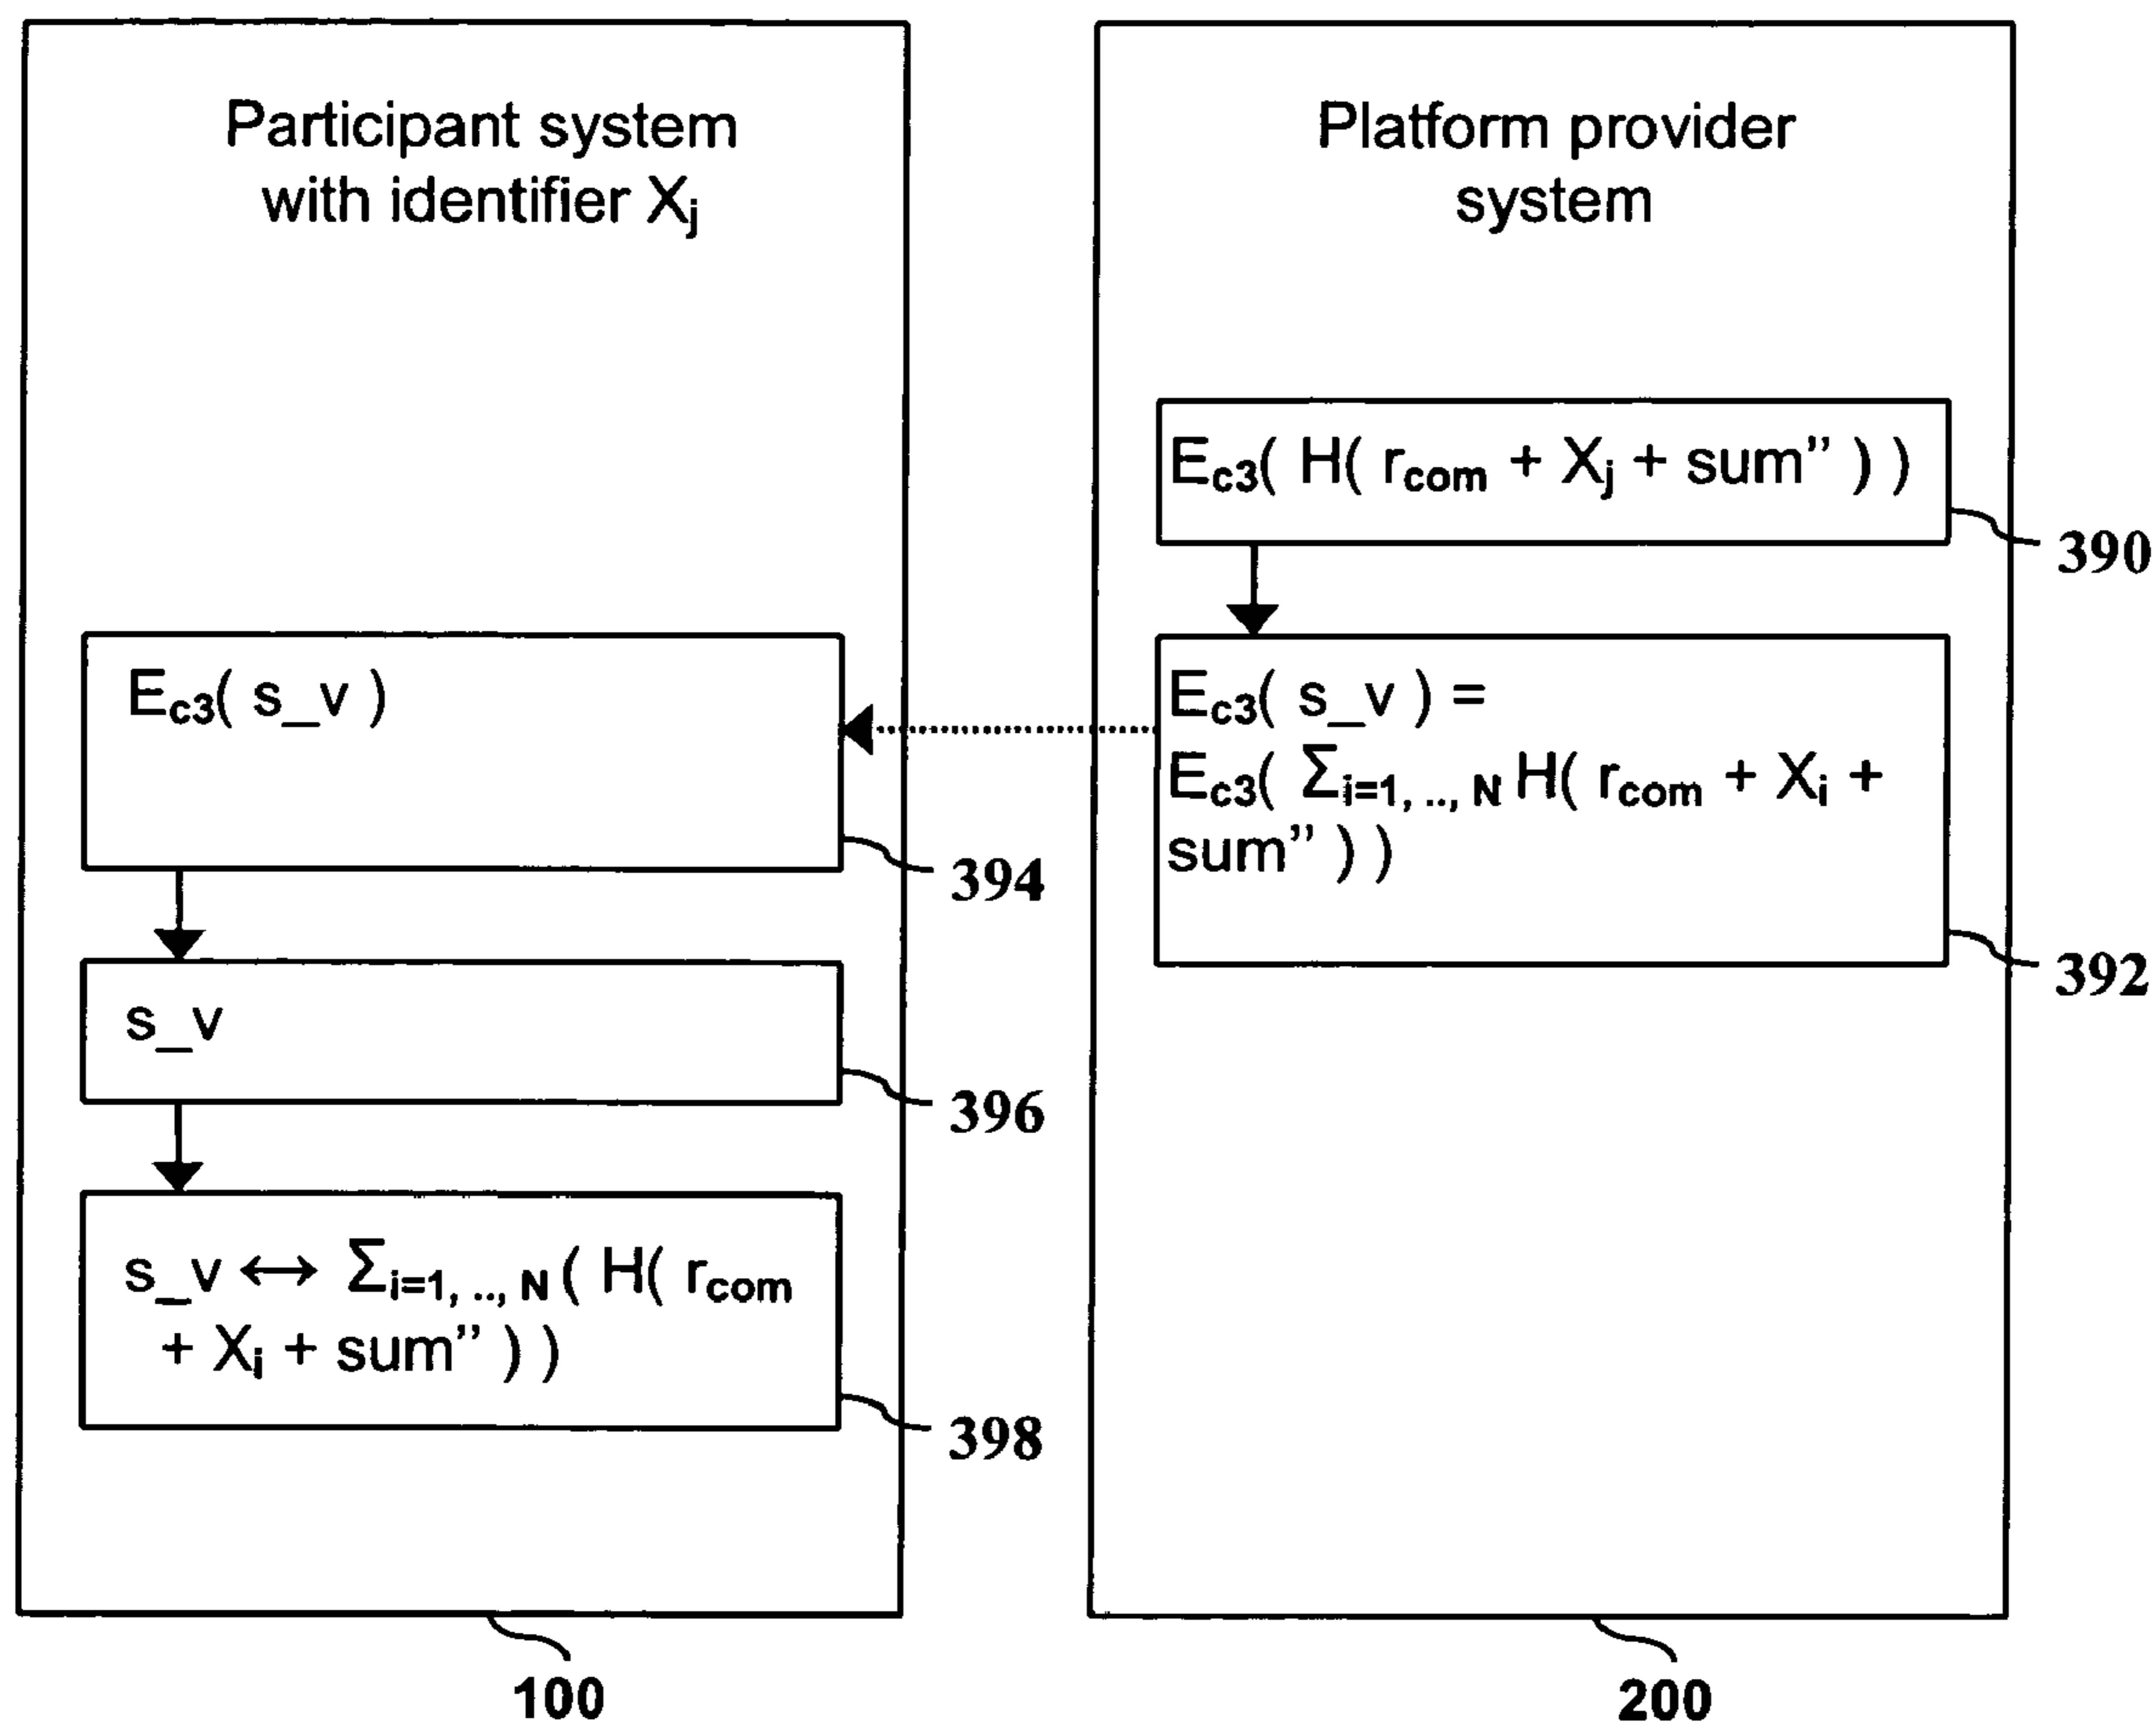 Participant system
with identifier Xj
Platform provider
system
Ec3( H( rcom + Xj + sum” ) )
390
Ec3( s_v ) =
Ec3( Σi=1, .., N H( rcom + Xi +
sum” ) )
392
Ec3( s_v )
394
s_v
396
s_v ↔ Σi=1, .., N ( H( rcom
+ Xi + sum” ) )
398
100
200